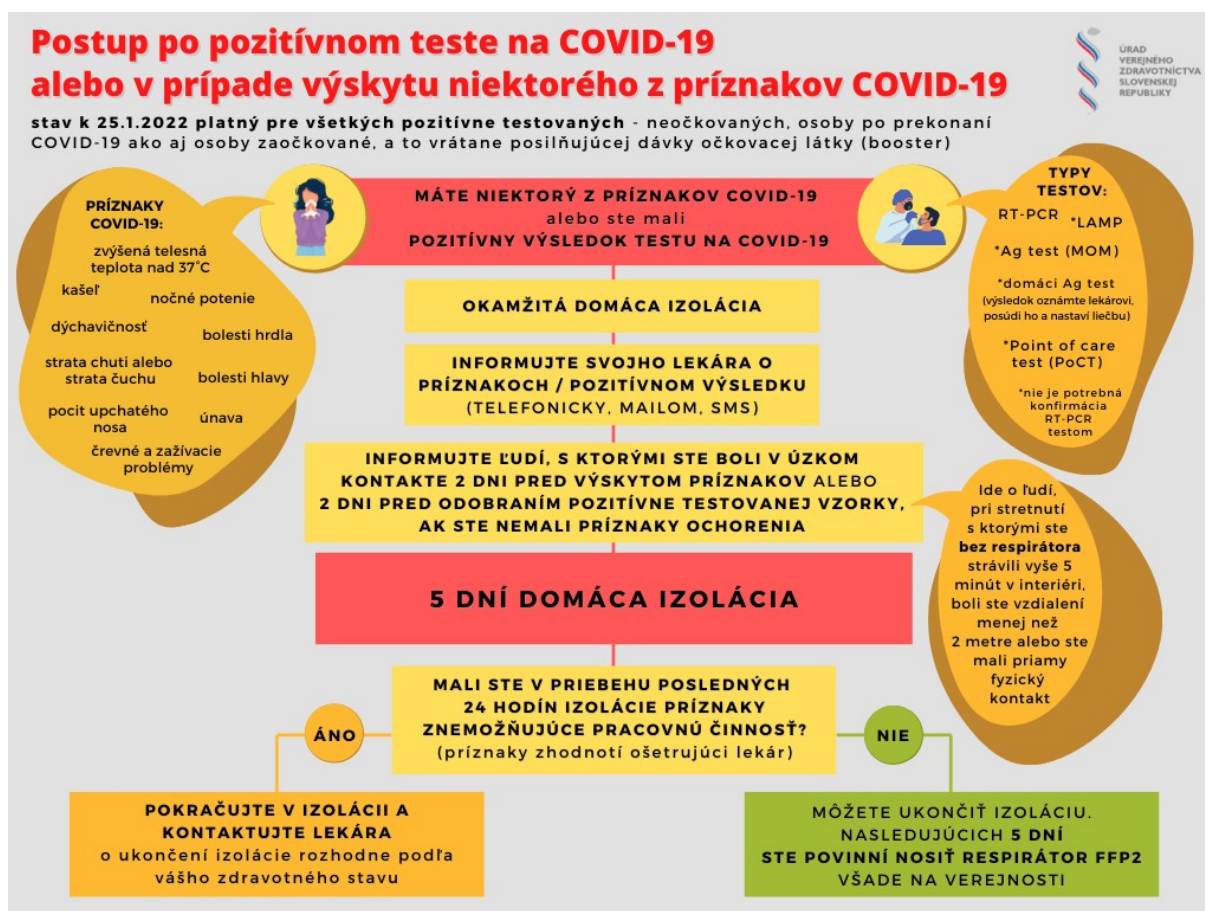 Postup po pozitívnom teste na COVID-19
alebo v prípade výskytu niektorého z príznakov COVID-19
ÚRAD
VEREJNÉHO
ZDRAVOTNÍCTVA
SLOVENSKEJ
REPUBLIKY
stav k 25.1.2022 platný pre všetkých pozitívne testovaných - neočkovaných, osoby po prekonaní
COVID-19 ako aj osoby zaočkované, a to vrátane posilňujúcej dávky očkovacej látky (booster)
PRÍZNAKY
COVID-19:
zvýšená telesná
teplota nad 37°C
kašeľ
nočné potenie
dýchavičnosť
bolesti hrdla
strata chuti alebo
strata čuchu
bolesti hlavy
pocit upchatého
nosa
únava
črevné a zažívacie
problémy
MÁTE NIEKTORÝ Z PRÍZNAKOV COVID-19
alebo ste mali
POZITÍVNY VÝSLEDOK TESTU NA COVID-19
TYPY
TESTOV:
RT-PCR
*LAMP
*Ag test (MOM)
*domáci Ag test
(výsledok oznámte lekárovi,
posúdi ho a nastaví liečbu)
*Point of care
test (PoCT)
*nie je potrebná
konfirmácia
RT-PCR
testom
OKAMŽITÁ DOMÁCA IZOLÁCIA
INFORMUJTE SVOJHO LEKÁRA O
PRÍZNAKOCH / POZITÍVNOM VÝSLEDKU
(TELEFONICKY, MAILOM, SMS)
INFORMUJTE ĽUDÍ, S KTORÝMI STE BOLI V ÚZKOM
KONTAKTE 2 DNI PRED VÝSKYTOM PRÍZNAKOV ALEBO
2 DNI PRED ODOBRANÍM POZITÍVNE TESTOVANEJ VZORKY,
AK STE NEMALI PRÍZNAKY OCHORENIA
Ide o ľudí,
pri stretnutí
s ktorými ste
bez respirátora
strávili vyše 5
minút v interiéri,
boli ste vzdialení
menej než
2 metre alebo ste
mali priamy
fyzický
kontakt
5 DNÍ DOMÁCA IZOLÁCIA
MALI STE V PRIEBEHU POSLEDNÝCH
24 HODÍN IZOLÁCIE PRÍZNAKY
ZNEMOŽŇUJÚCE PRACOVNÚ ČINNOSŤ?
(príznaky zhodnotí ošetrujúci lekár)
ÁNO
NIE
POKRAČUJTE V IZOLÁCII A
KONTAKTUJTE LEKÁRA
o ukončení izolácie rozhodne podľa
vášho zdravotného stavu
MÔŽETE UKONČIŤ IZOLÁCIU.
NASLEDUJÚCICH 5 DNÍ
STE POVINNÍ NOSIŤ RESPIRÁTOR FFP2
VŠADE NA VEREJNOSTI